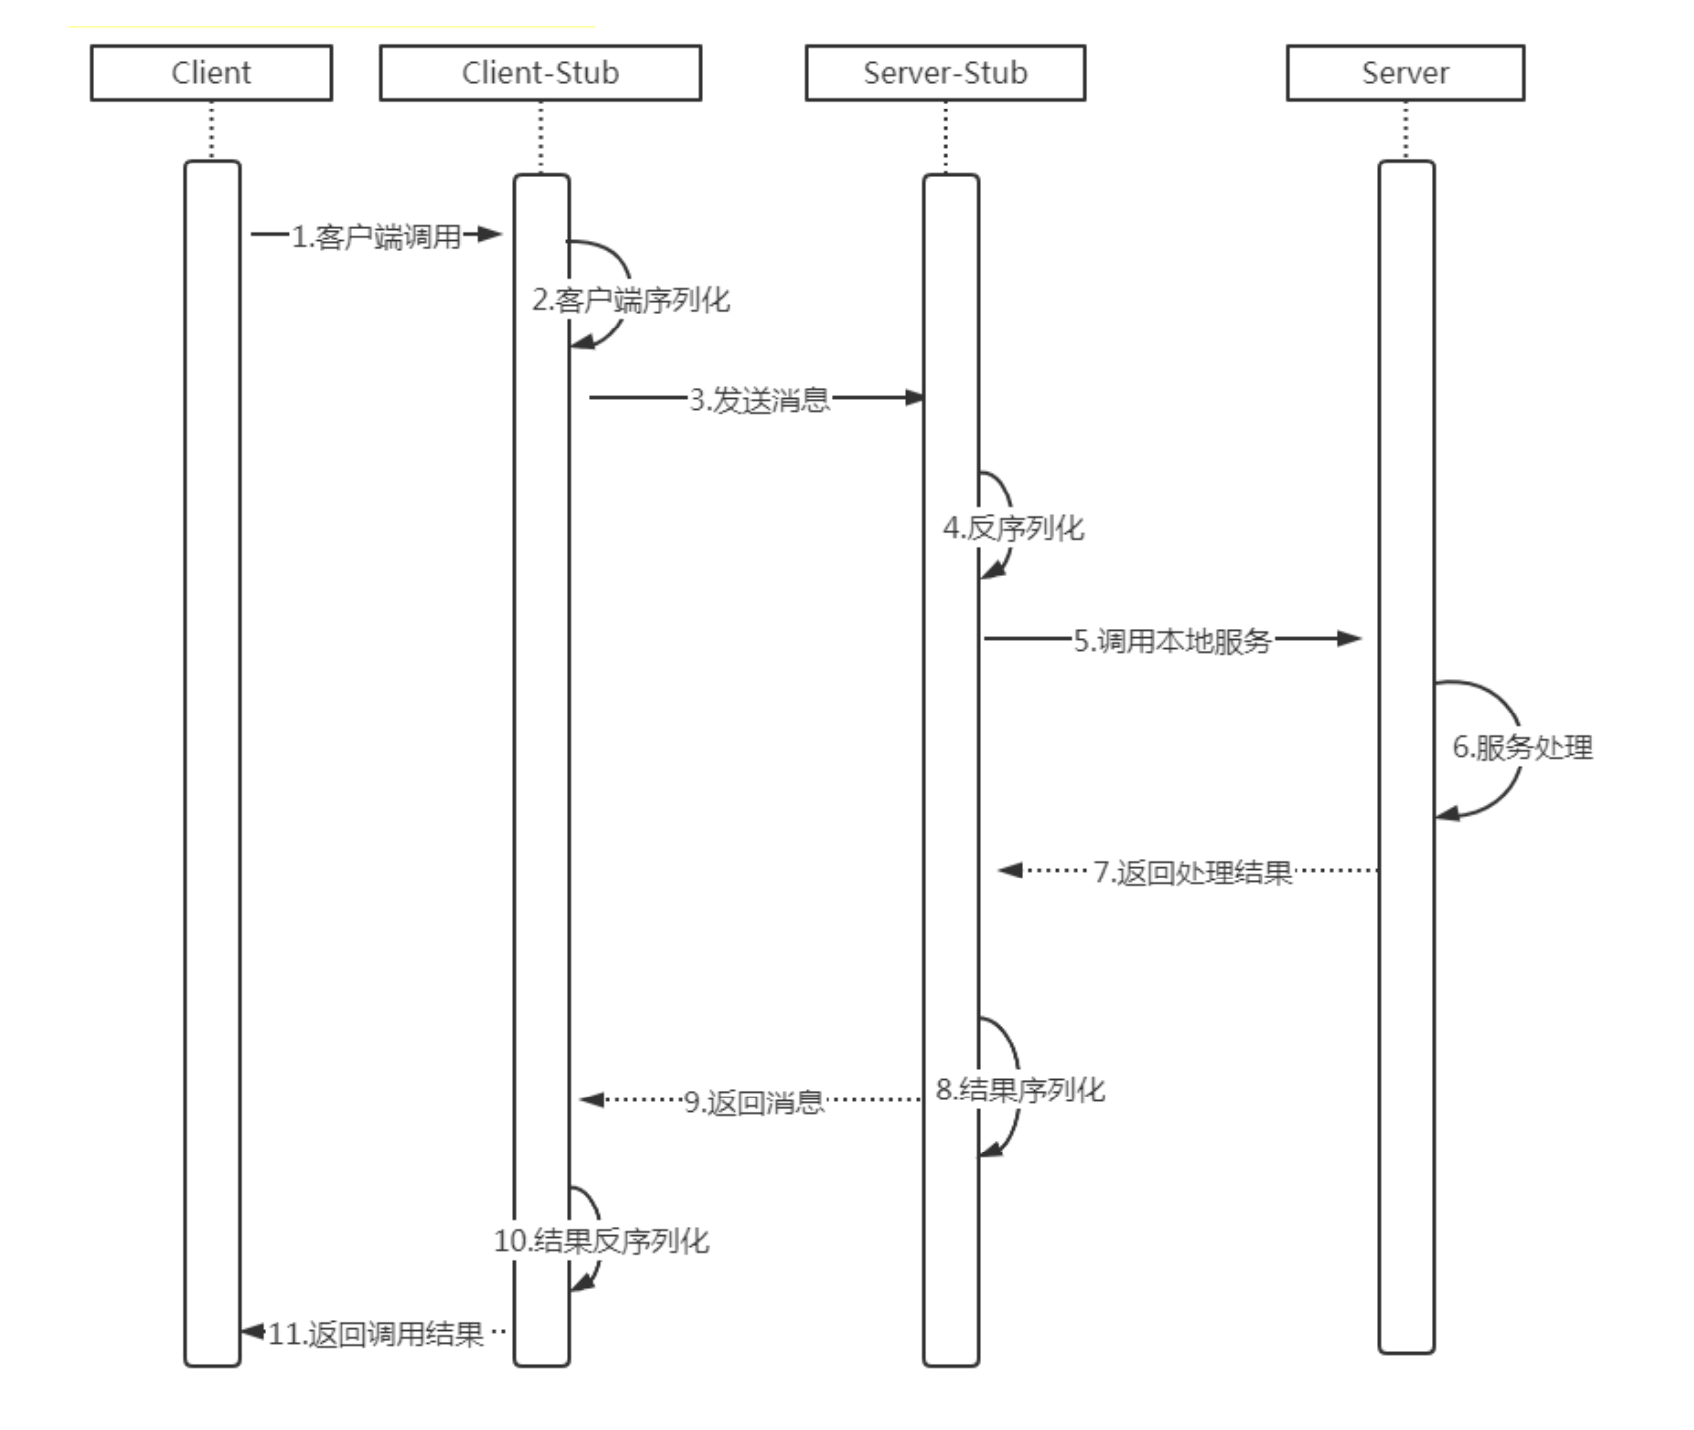 Client
Client-Stub
Server-Stub
Server
1.客户端调用
2.客户端序列化
3.发送消息
4.反序列化
5.调用本地服务
6.服务处理
7.返回处理结果
8.结果序列化
9.返回消息
10.结果反序列化
11.返回调用结果